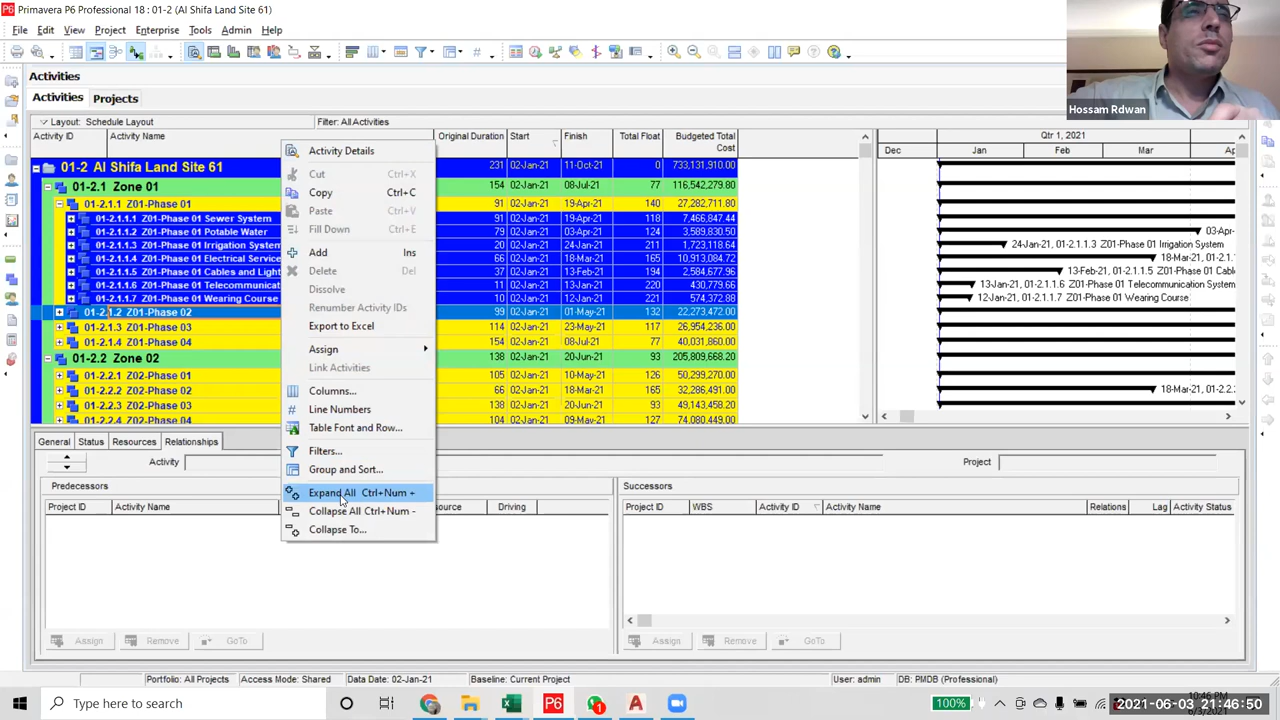 Primavera P6 Professional 18 : 01-2 (Al Shifa Land Site 61)
File Edit View Project Enterprise Tools Admin Help
Activities
Activities Projects
Layout: Schedule Layout Filter: All Activities
Activity ID Activity Name Original Duration Start Finish Total Float Budgeted Total Cost
Qtr 1, 2021
Dec Jan Feb Mar
01-2 Al Shifa Land Site 61 231 02-Jan-21 11-Oct-21 0 733,131,910.00
01-2.1 Zone 01 154 02-Jan-21 08-Jul-21 77 116,542,279.80
01-2.1.1 Z01-Phase 01 91 02-Jan-21 19-Apr-21 140 27,282,711.80
01-2.1.1.1 Z01-Phase 01 Sewer System 91 02-Jan-21 19-Apr-21 118 7,466,847.44
01-2.1.1.2 Z01-Phase 01 Potable Water 79 02-Jan-21 03-Apr-21 124 3,589,830.50
01-2.1.1.3 Z01-Phase 01 Irrigation System 20 02-Jan-21 24-Jan-21 211 1,723,118.64 24-Jan-21, 01-2.1.1.3 Z01-Phase 01 Irrigation System
01-2.1.1.4 Z01-Phase 01 Electrical Service 66 02-Jan-21 18-Mar-21 165 10,913,084.72
01-2.1.1.5 Z01-Phase 01 Cables and Light 37 02-Jan-21 13-Feb-21 194 2,584,677.96 13-Feb-21, 01-2.1.1.5 Z01-Phase 01 Cabl
01-2.1.1.6 Z01-Phase 01 Telecommunicat 11 02-Jan-21 13-Jan-21 220 430,779.66 13-Jan-21, 01-2.1.1.6 Z01-Phase 01 Telecommunication System
01-2.1.1.7 Z01-Phase 01 Wearing Course 10 02-Jan-21 12-Jan-21 221 574,372.88 12-Jan-21, 01-2.1.1.7 Z01-Phase 01 Wearing Course
01-2.1.2 Z01-Phase 02 99 02-Jan-21 01-May-21 132 22,273,472.00
01-2.1.3 Z01-Phase 03 114 02-Jan-21 23-May-21 117 26,954,236.00
01-2.1.4 Z01-Phase 04 154 02-Jan-21 08-Jul-21 77 40,031,860.00
01-2.2 Zone 02 138 02-Jan-21 20-Jun-21 93 205,809,668.20
01-2.2.1 Z02-Phase 01 105 02-Jan-21 10-May-21 126 50,299,270.00
01-2.2.2 Z02-Phase 02 66 02-Jan-21 18-Mar-21 165 32,286,491.00
01-2.2.3 Z02-Phase 03 138 02-Jan-21 20-Jun-21 93 49,143,458.20
01-2.2.4 Z02-Phase 04 104 02-Jan-21 127 74,080,449.00
Activity Details
Cut Ctrl+X
Copy Ctrl+C
Paste Ctrl+V
Fill Down Ctrl+E
Add Ins
Delete Del
Dissolve
Renumber Activity IDs
Export to Excel
Assign
Link Activities
Columns...
Line Numbers
Table Font and Row...
Filters...
Group and Sort...
Expand All Ctrl+Num +
Collapse All Ctrl+Num -
Collapse To...
General Status Resources Relationships
Activity Project
Predecessors Successors
Project ID Activity Name Driving
Project ID WBS Activity ID Activity Name Relations Lag Activity Status
Assign Remove GoTo Assign Remove GoTo
Portfolio: All Projects Access Mode: Shared Data Date: 02-Jan-21 Baseline: Current Project User: admin DB: PMDB (Professional)
Type here to search
100%
2021-06-03 21:46:50
Hossam Rdwan